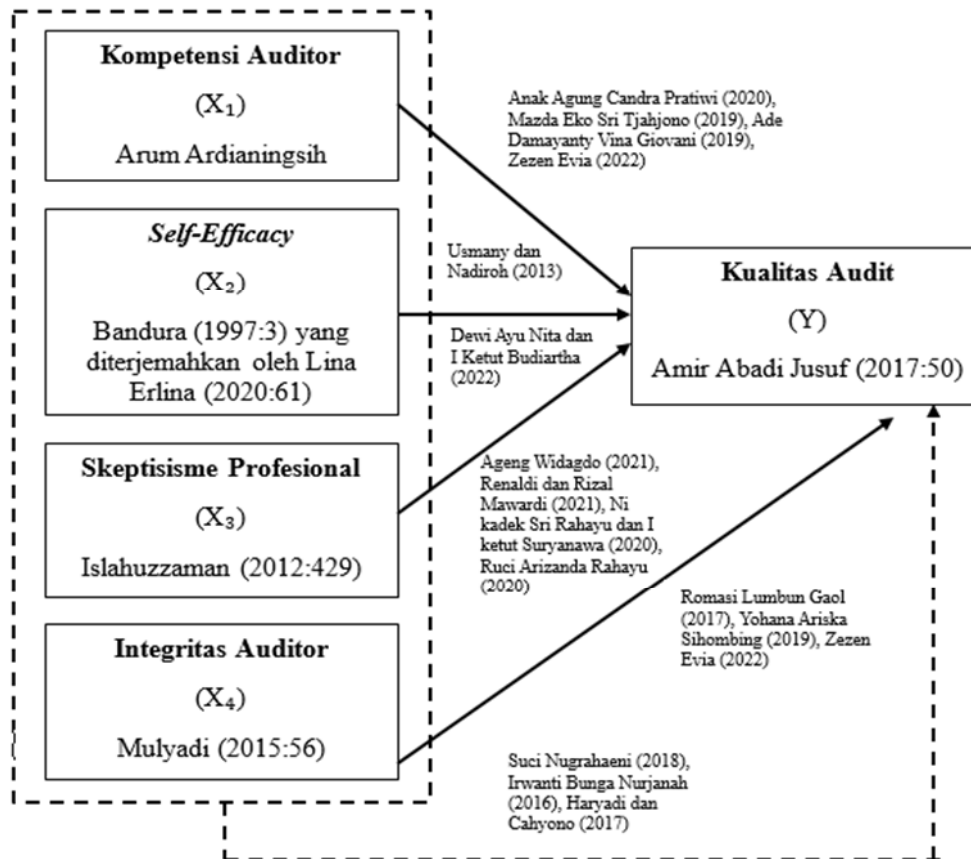 Kompetensi Auditor
(X₁)
Arum Ardianingsih
Self-Efficacy
(X₂)
Bandura (1997:3) yang
diterjemahkan oleh Lina
Erlina (2020:61)
Skeptisisme Profesional
(X₃)
Islahuzzaman (2012:429)
Integritas Auditor
(X₄)
Mulyadi (2015:56)
Anak Agung Candra Pratiwi (2020),
Mazda Eko Sri Tjahjono (2019), Ade
Damayanty Vina Giovani (2019),
Zezen Evia (2022)
Usmany dan
Nadiroh (2013)
Dewi Ayu Nita dan
I Ketut Budiartha
(2022)
Ageng Widagdo (2021),
Renaldi dan Rizal
Mawardi (2021), Ni
kadek Sri Rahayu dan I
ketut Suryanawa (2020),
Ruci Arizanda Rahayu
(2020)
Romasi Lumbun Gaol
(2017), Yohana Ariska
Sihombing (2019), Zezen
Evia (2022)
Suci Nugrahaeni (2018),
Irwanti Bunga Nurjanah
(2016), Haryadi dan
Cahyono (2017)
Kualitas Audit
(Y)
Amir Abadi Jusuf (2017:50)